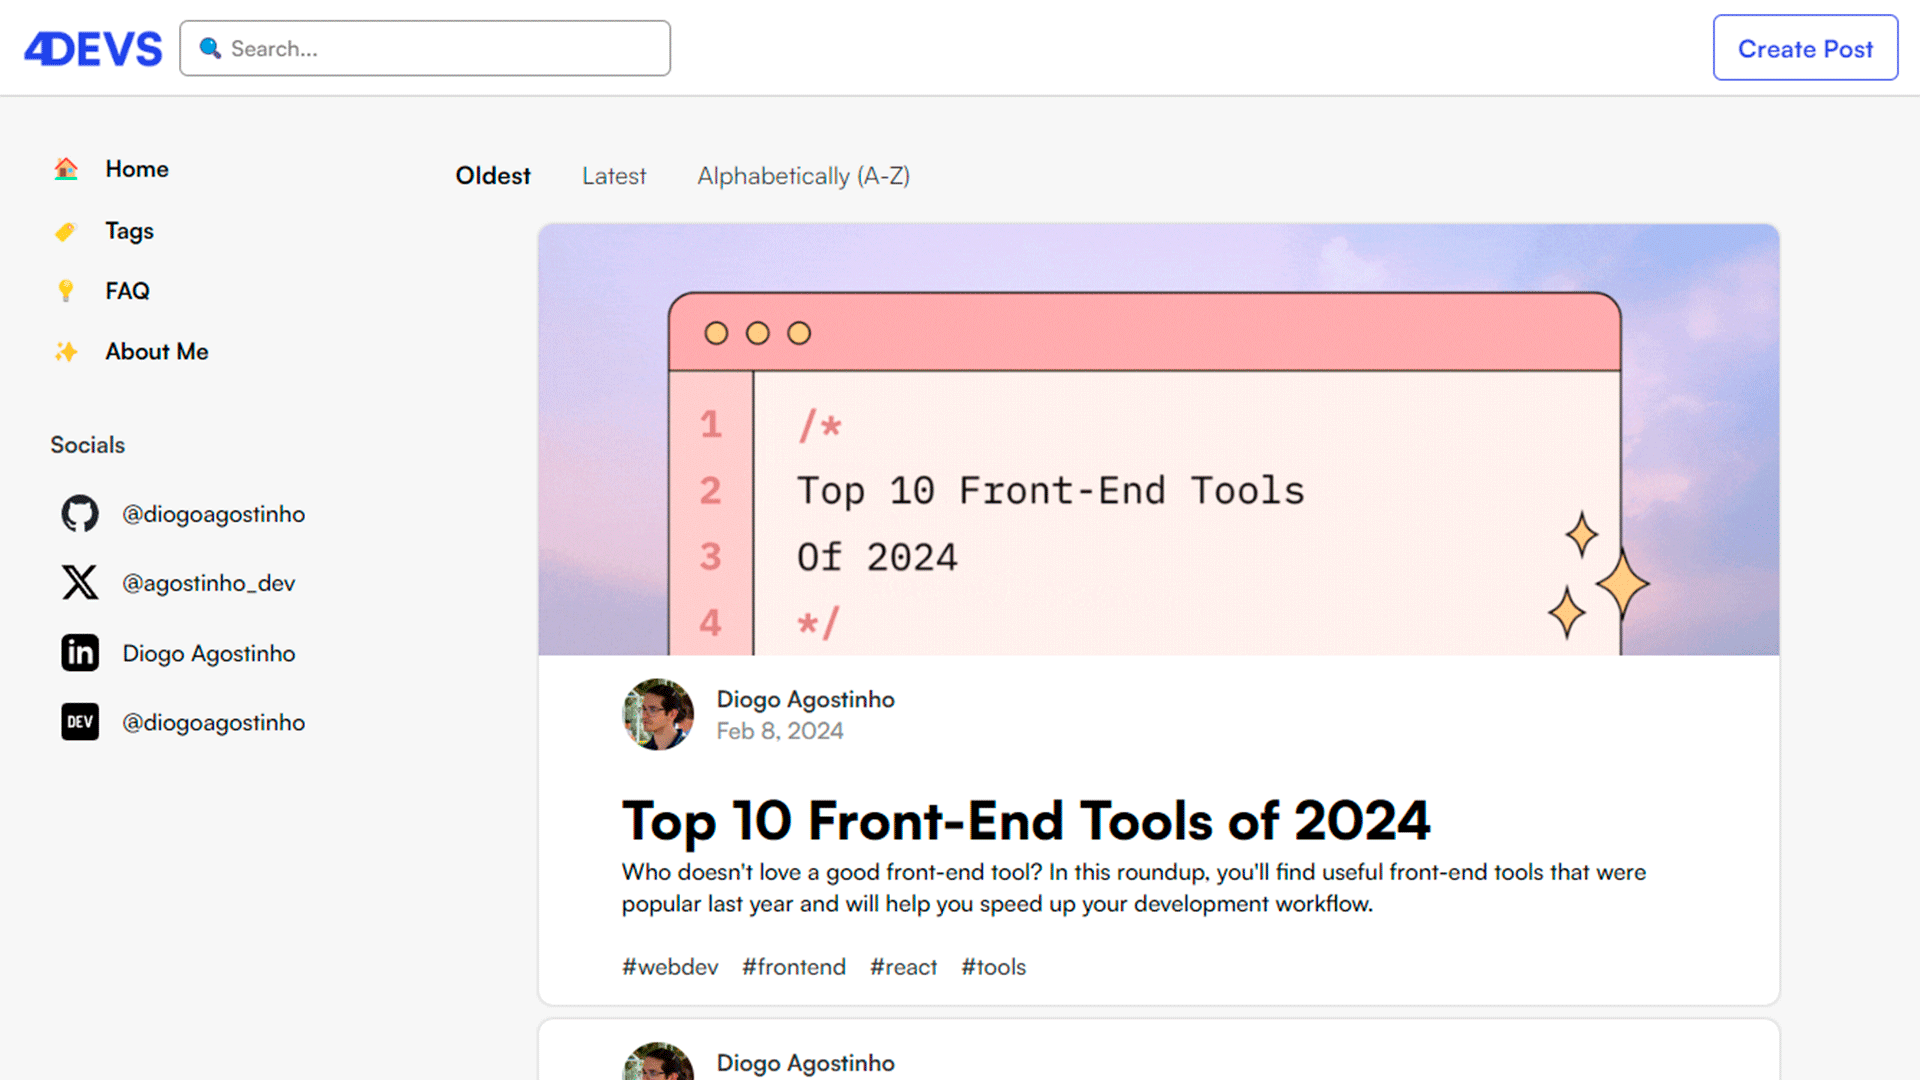 4DEVS
Search...
Create Post
Home
Tags
FAQ
About Me
Socials
@diogoagostinho
@agostinho_dev
Diogo Agostinho
DEV
@diogoagostinho
Oldest Latest Alphabetically (A-Z)
1 /*
2 Top 10 Front-End Tools
3 Of 2024
4 */
Diogo Agostinho
Feb 8, 2024
Top 10 Front-End Tools of 2024
Who doesn't love a good front-end tool? In this roundup, you'll find useful front-end tools that were
popular last year and will help you speed up your development workflow.
#webdev #frontend #react #tools
Diogo Agostinho